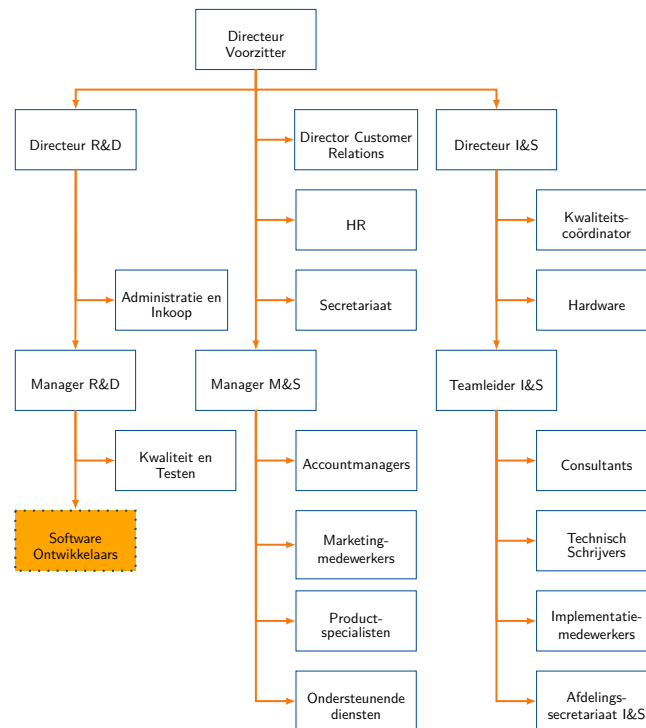 Directeur
Voorzitter
Directeur R&D
Director Customer
Relations
Directeur I&S
HR
Kwaliteits-
coördinator
Administratie en
Inkoop
Secretariaat
Hardware
Manager R&D
Manager M&S
Teamleider I&S
Kwaliteit en
Testen
Accountmanagers
Consultants
Software
Ontwikkelaars
Marketing-
medewerkers
Technisch
Schrijvers
Product-
specialisten
Implementatie-
medewerkers
Ondersteunende
diensten
Afdelings-
secretariaat I&S